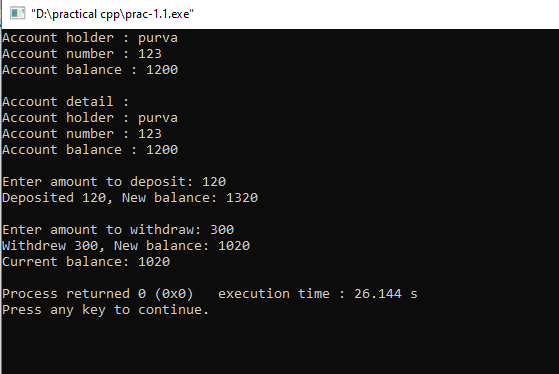 "D:\practical cpp\prac-1.1.exe"
Account holder : purva
Account number : 123
Account balance : 1200
Account detail :
Account holder : purva
Account number : 123
Account balance : 1200
Enter amount to deposit: 120
Deposited 120, New balance: 1320
Enter amount to withdraw: 300
Withdrew 300, New balance: 1020
Current balance: 1020
Process returned 0 (0x0)   execution time : 26.144 s
Press any key to continue.